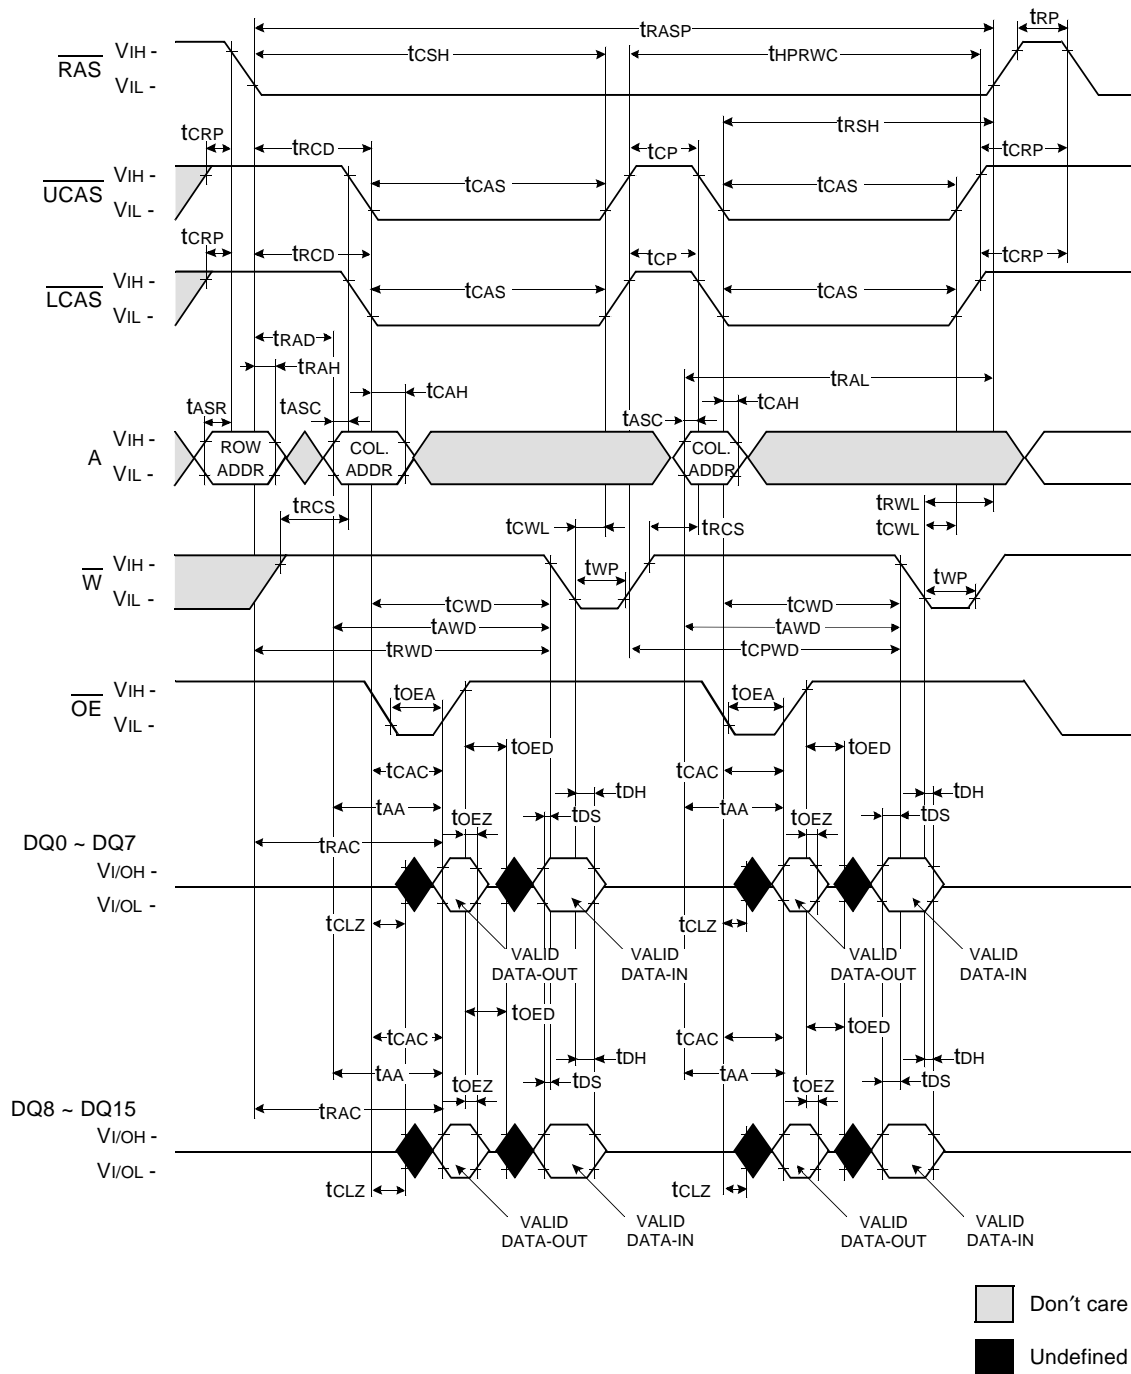 tRASP
tRP
RAS
VIH -
VIL -
tCSH
tHPRWC
tRSH
tCRP
tRCD
tCP
tCRP
UCAS
VIH -
VIL -
tCAS
tCAS
tCRP
tRCD
tCP
tCRP
LCAS
VIH -
VIL -
tCAS
tCAS
tRAD
tRAH
tRAL
tCAH
tCAH
tASR
tASC
tASC
A
VIH -
VIL -
ROW
ADDR
COL.
ADDR
COL.
ADDR
tRWL
tRCS
tCWL
tRCS
tCWL
W
VIH -
VIL -
tWP
tWP
tCWD
tCWD
tAWD
tAWD
tRWD
tCPWD
OE
VIH -
VIL -
tOEA
tOEA
tOED
tOED
tCAC
tCAC
tDH
tDH
tAA
tAA
tOEZ
tDS
tOEZ
tDS
tRAC
DQ0 ~ DQ7
VI/OH -
VI/OL -
tCLZ
tCLZ
VALID
DATA-OUT
VALID
DATA-IN
VALID
DATA-OUT
VALID
DATA-IN
tOED
tOED
tCAC
tCAC
tDH
tDH
tAA
tAA
tOEZ
tDS
tOEZ
tDS
tRAC
DQ8 ~ DQ15
VI/OH -
VI/OL -
tCLZ
tCLZ
VALID
DATA-OUT
VALID
DATA-IN
VALID
DATA-OUT
VALID
DATA-IN
Don′t care
Undefined